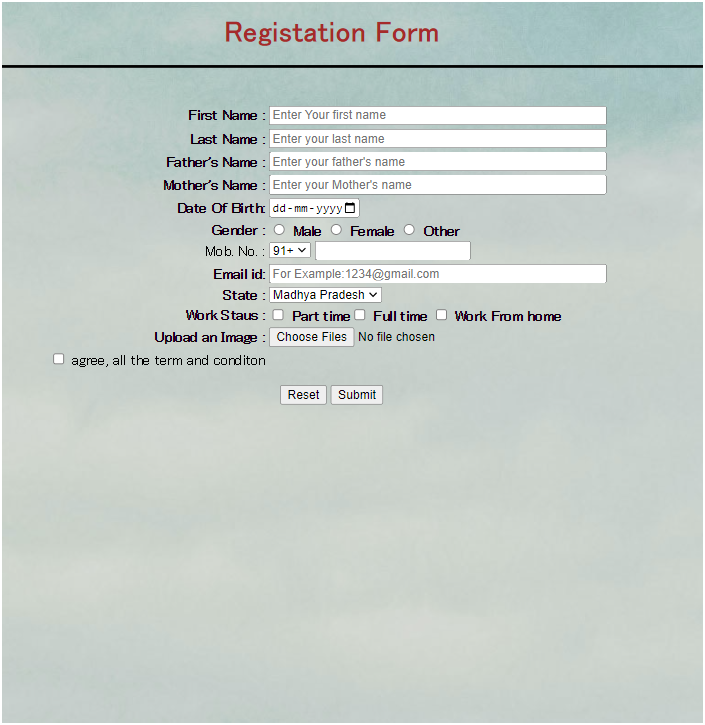 Registation Form
First Name : Enter Your first name
Last Name : Enter your last name
Father's Name : Enter your father's name
Mother's Name : Enter your Mother's name
Date Of Birth: dd-mm-yyyy
Gender : Male Female Other
Mob. No. : 91+
Email id: For Example:1234@gmail.com
State : Madhya Pradesh
Work Staus : Part time Full time Work From home
Upload an Image : Choose Files No file chosen
agree, all the term and conditon
Reset Submit